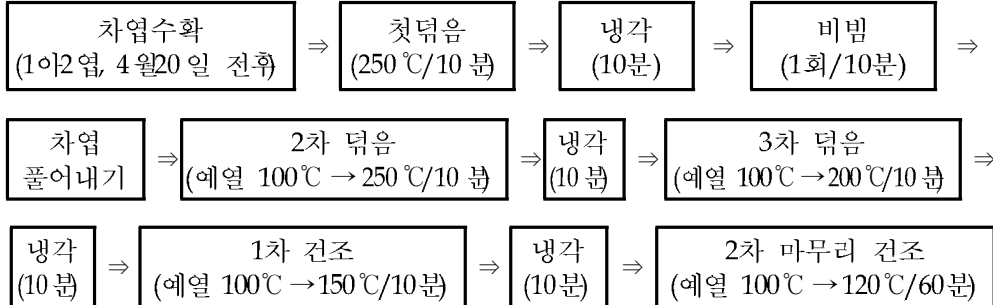 차엽수확 ⇒ 첫덖음 ⇒ 냉각 ⇒ 비빔 ⇒
(1아2엽, 4월20일 전후) (250℃/10분) (10분) (1회/10분)
차엽 ⇒ 2차 덖음 ⇒ 냉각 ⇒ 3차 덖음 ⇒
풀어내기 (예열 100℃→250℃/10분) (10분) (예열 100℃→200℃/10분)
냉각 ⇒ 1차 건조 ⇒ 냉각 ⇒ 2차 마무리 건조
(10분) (예열 100℃→150℃/10분) (10분) (예열 100℃→120℃/60분)